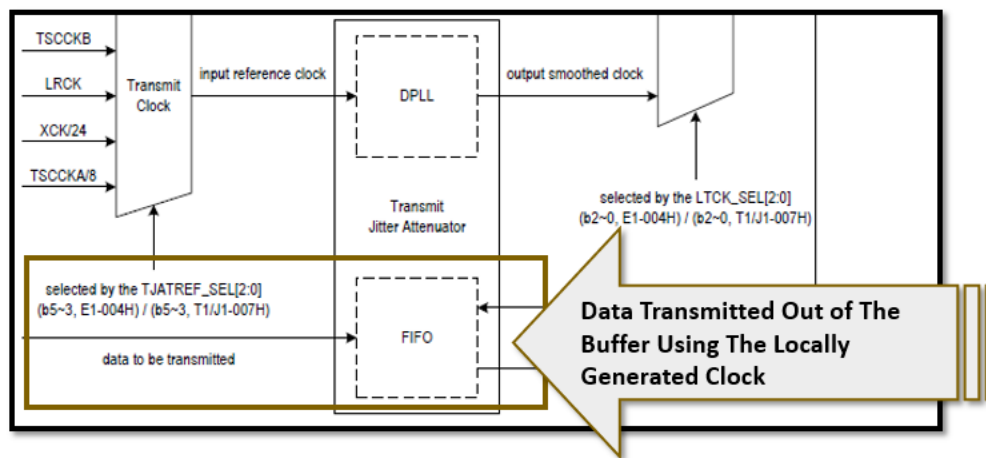 TSCCKB
LRCK
XCK/24
TSCCKA/8
Transmit
Clock
input reference clock
DPLL
output smoothed clock
Transmit
Jitter Attenuator
selected by the LTCK_SEL[2:0]
(b2~0, E1-004H) / (b2~0, T1/J1-007H)
selected by the TJATREF_SEL[2:0]
(b5~3, E1-004H) / (b5~3, T1/J1-007H)
data to be transmitted
FIFO
Data Transmitted Out of The
Buffer Using The Locally
Generated Clock